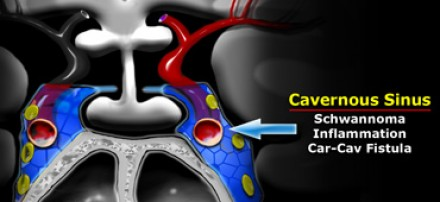 Cavernous Sinus
Schwannoma
Inflammation
Car-Cav Fistula